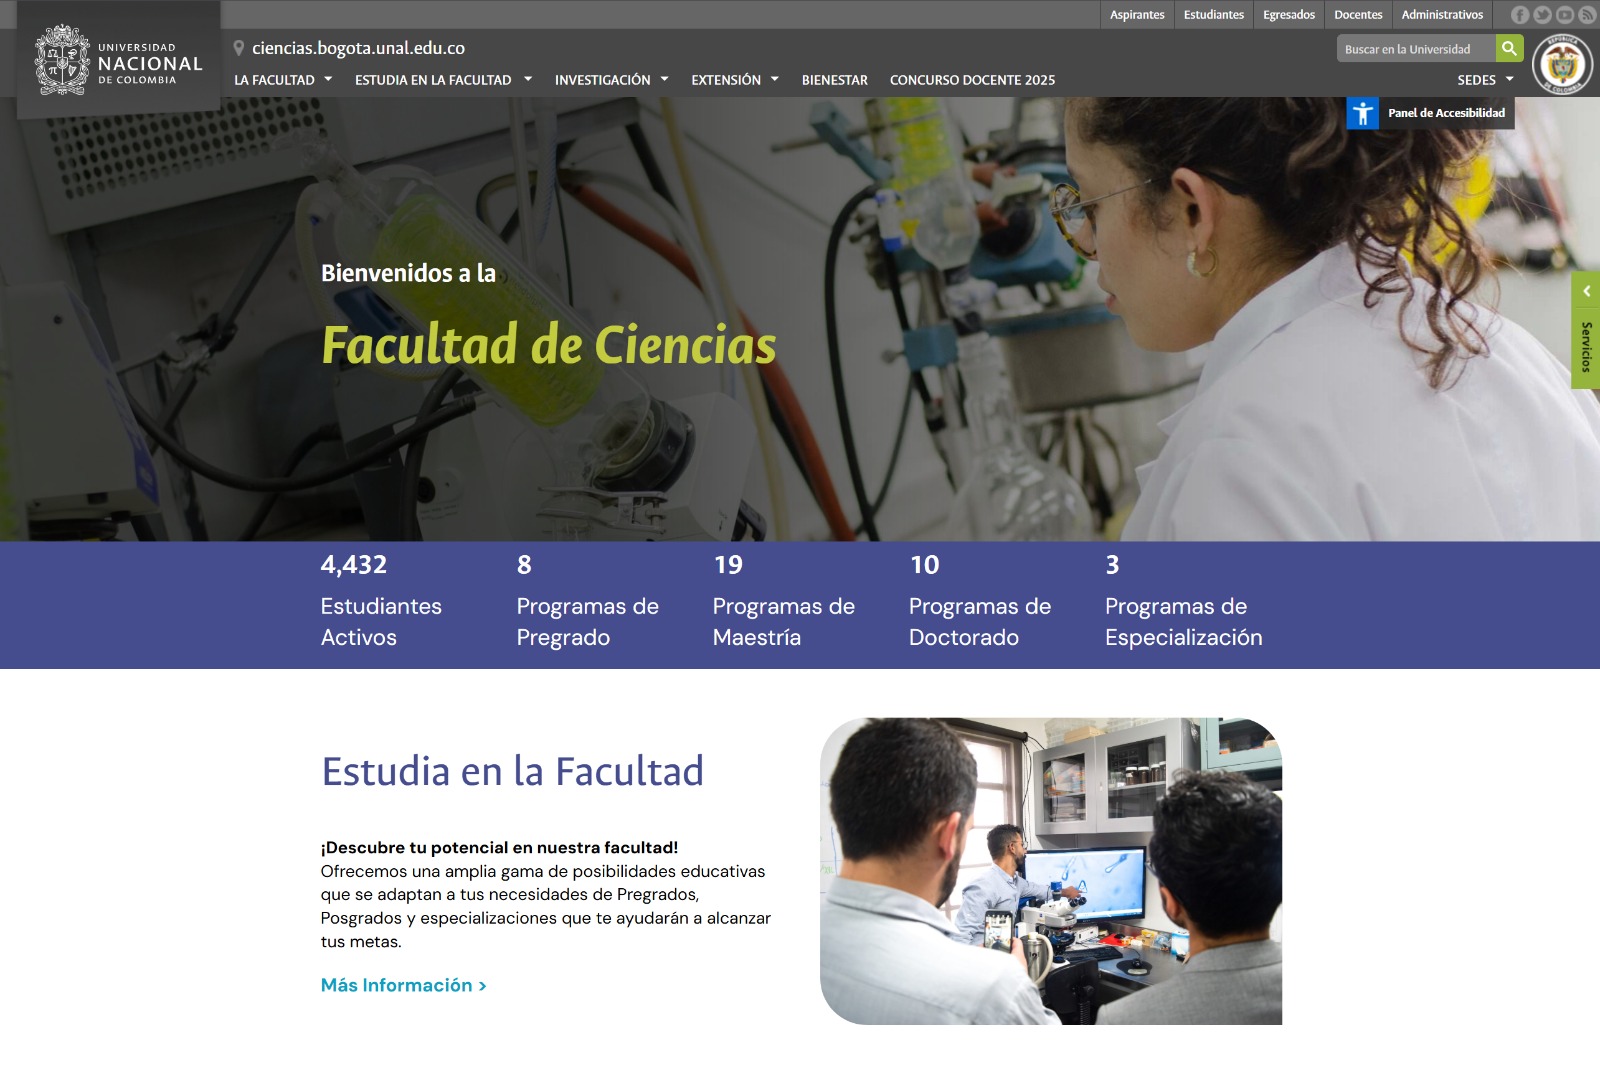 Aspirantes Estudiantes Egresados Docentes Administrativos
UNIVERSIDAD
NACIONAL
DE COLOMBIA
ciencias.bogota.unal.edu.co
Buscar en la Universidad
LA FACULTAD ESTUDIA EN LA FACULTAD INVESTIGACIÓN EXTENSIÓN BIENESTAR CONCURSO DOCENTE 2025 SEDES
REPÚBLICA
DE COLOMBIA
Panel de Accesibilidad
Bienvenidos a la
Facultad de Ciencias
Servicios
4,432 8 19 10 3
Estudiantes Programas de Programas de Programas de Programas de
Activos Pregrado Maestría Doctorado Especialización
Estudia en la Facultad
¡Descubre tu potencial en nuestra facultad!
Ofrecemos una amplia gama de posibilidades educativas
que se adaptan a tus necesidades de Pregrados,
Posgrados y especializaciones que te ayudarán a alcanzar
tus metas.
Más Información >